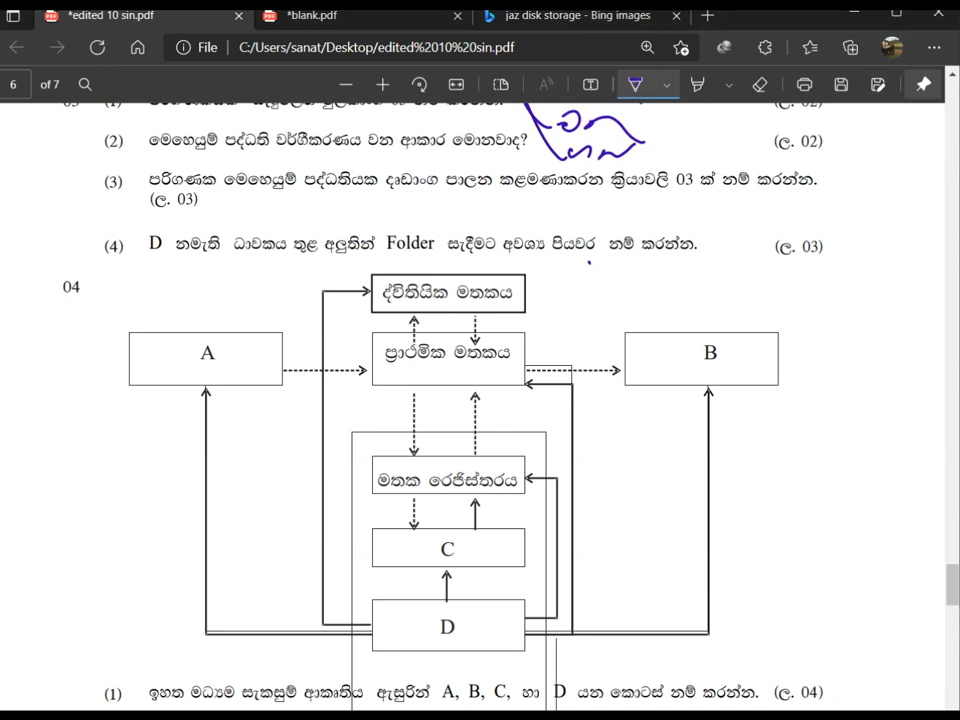 *edited 10 sin.pdf
*blank.pdf
jaz disk storage - Bing images
File
C:/Users/sanat/Desktop/edited%2010%20sin.pdf
6
of 7
(2) මෙහෙයුම් පද්ධති වර්ගීකරණය වන ආකාර මොනවාද? (ල. 02)
(3) පරිගණක මෙහෙයුම් පද්ධතියක දෘඩාංග පාලන කළමණාකරන ක්‍රියාවලි 03 ක් නම් කරන්න.
(ල. 03)
(4) D නමැති ධාවකය තුළ අලුතින් Folder සැදීමට අවශ්‍ය පියවර නම් කරන්න. (ල. 03)
04
ද්විතියික මතකය
A
ප්‍රාථමික මතකය
B
මතක රෙජිස්තරය
C
D
(1) ඉහත මධ්‍යම සැකසුම් ආකෘතිය ඇසුරින් A, B, C, හා D යන කොටස් නම් කරන්න. (ල. 04)